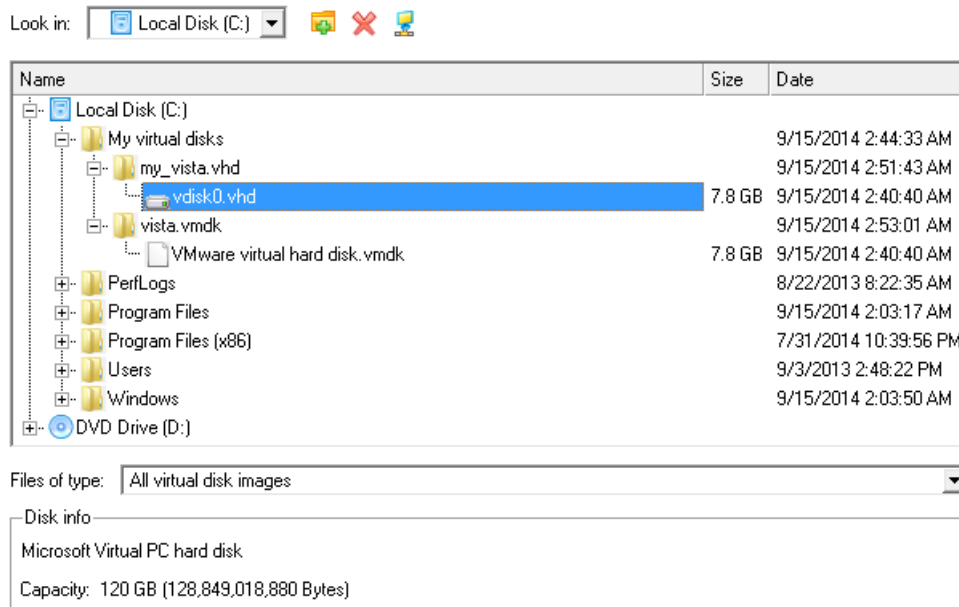 Look in: Local Disk (C:)
Name Size Date
Local Disk (C:)
My virtual disks 9/15/2014 2:44:33 AM
my_vista.vhd 9/15/2014 2:51:43 AM
vdisk0.vhd 7.8 GB 9/15/2014 2:40:40 AM
vista.vmdk 9/15/2014 2:53:01 AM
VMware virtual hard disk.vmdk 7.8 GB 9/15/2014 2:40:40 AM
PerfLogs 8/22/2013 8:22:35 AM
Program Files 9/15/2014 2:03:17 AM
Program Files (x86) 7/31/2014 10:39:56 PM
Users 9/3/2013 2:48:22 PM
Windows 9/15/2014 2:03:50 AM
DVD Drive (D:)
Files of type: All virtual disk images
Disk info
Microsoft Virtual PC hard disk
Capacity: 120 GB (128,849,018,880 Bytes)